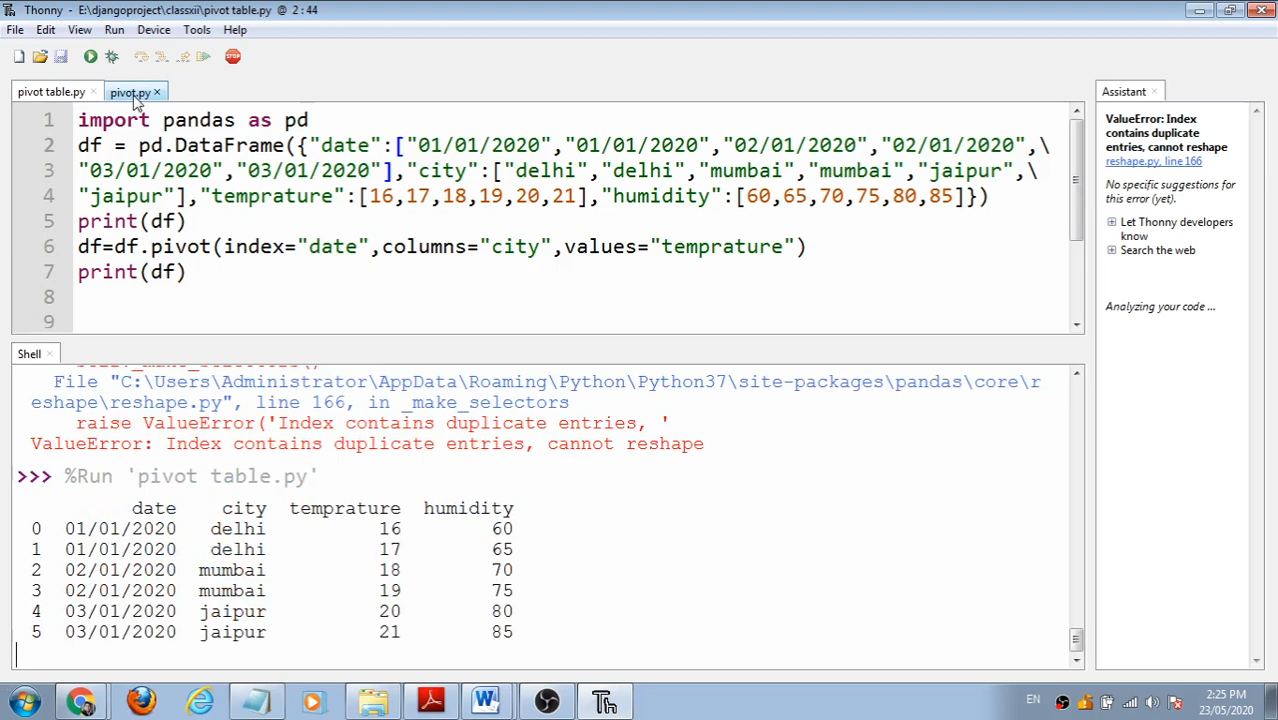 Thonny - E:\djangoproject\classxii\pivot table.py @ 2:44
File Edit View Run Device Tools Help
STOP
pivot table.py × pivot.py ×
Assistant ×
1 import pandas as pd
2 df = pd.DataFrame({"date":["01/01/2020","01/01/2020","02/01/2020","02/01/2020",\
3 "03/01/2020","03/01/2020"],"city":["delhi","delhi","mumbai","mumbai","jaipur",\
4 "jaipur"],"temprature":[16,17,18,19,20,21],"humidity":[60,65,70,75,80,85]})
5 print(df)
6 df=df.pivot(index="date",columns="city",values="temprature")
7 print(df)
8
9
ValueError: Index
contains duplicate
entries, cannot reshape
reshape.py, line 166
No specific suggestions for
this error (yet).
Let Thonny developers
know
Search the web
Analyzing your code ...
Shell ×
File "C:\Users\Administrator\AppData\Roaming\Python\Python37\site-packages\pandas\core\r
eshape\reshape.py", line 166, in _make_selectors
raise ValueError('Index contains duplicate entries, '
ValueError: Index contains duplicate entries, cannot reshape
>>> %Run 'pivot table.py'
date city temprature humidity
0 01/01/2020 delhi 16 60
1 01/01/2020 delhi 17 65
2 02/01/2020 mumbai 18 70
3 02/01/2020 mumbai 19 75
4 03/01/2020 jaipur 20 80
5 03/01/2020 jaipur 21 85
EN
2:25 PM
23/05/2020